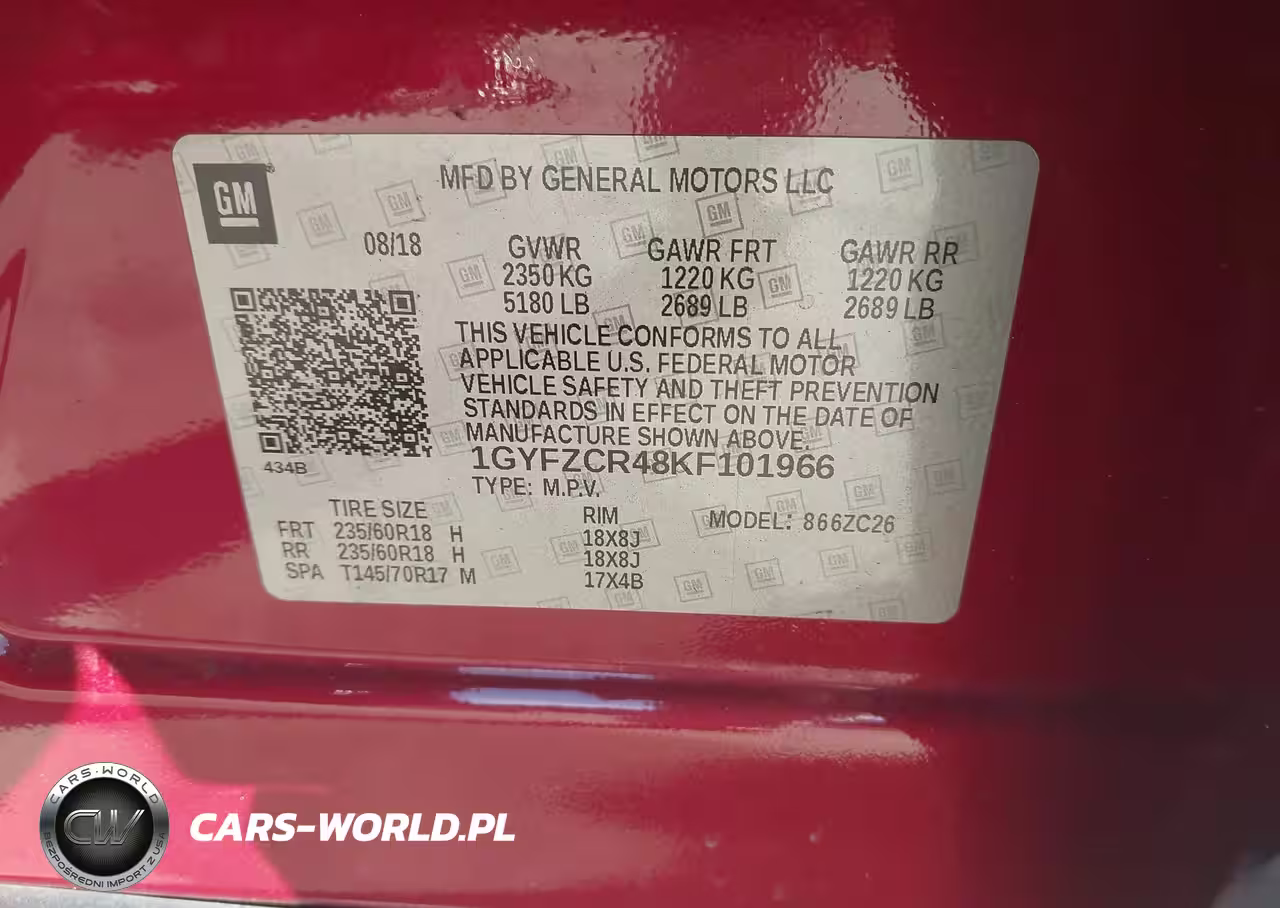 GM
MFD BY GENERAL MOTORS LLC
08/18 GVWR GAWR FRT GAWR RR
2350 KG 1220 KG 1220 KG
5180 LB 2689 LB 2689 LB
THIS VEHICLE CONFORMS TO ALL
APPLICABLE U.S. FEDERAL MOTOR
VEHICLE SAFETY AND THEFT PREVENTION
STANDARDS IN EFFECT ON THE DATE OF
MANUFACTURE SHOWN ABOVE.
434B
1GYFZCR48KF101966
TYPE: M.P.V.
TIRE SIZE RIM MODEL: 866ZC26
FRT 235/60R18 H 18X8J
RR 235/60R18 H 18X8J
SPA T145/70R17 M 17X4B
CARS-WORLD
CW
BEZPOŚREDNI IMPORT Z USA
CARS-WORLD.PL